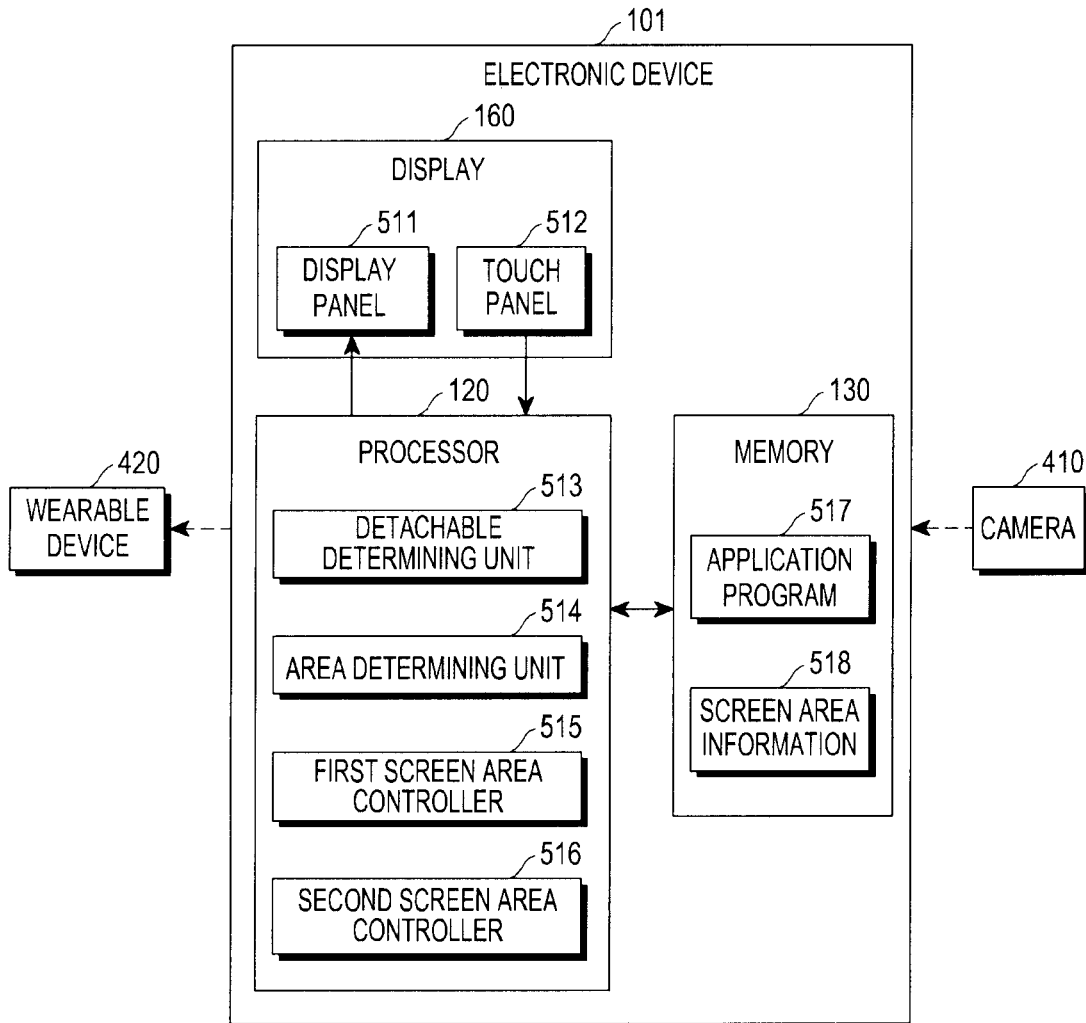 101
ELECTRONIC DEVICE
160
DISPLAY
511
DISPLAY
PANEL
512
TOUCH
PANEL
120
PROCESSOR
513
DETACHABLE
DETERMINING UNIT
514
AREA DETERMINING UNIT
515
FIRST SCREEN AREA
CONTROLLER
516
SECOND SCREEN AREA
CONTROLLER
130
MEMORY
517
APPLICATION
PROGRAM
518
SCREEN AREA
INFORMATION
420
WEARABLE
DEVICE
410
CAMERA